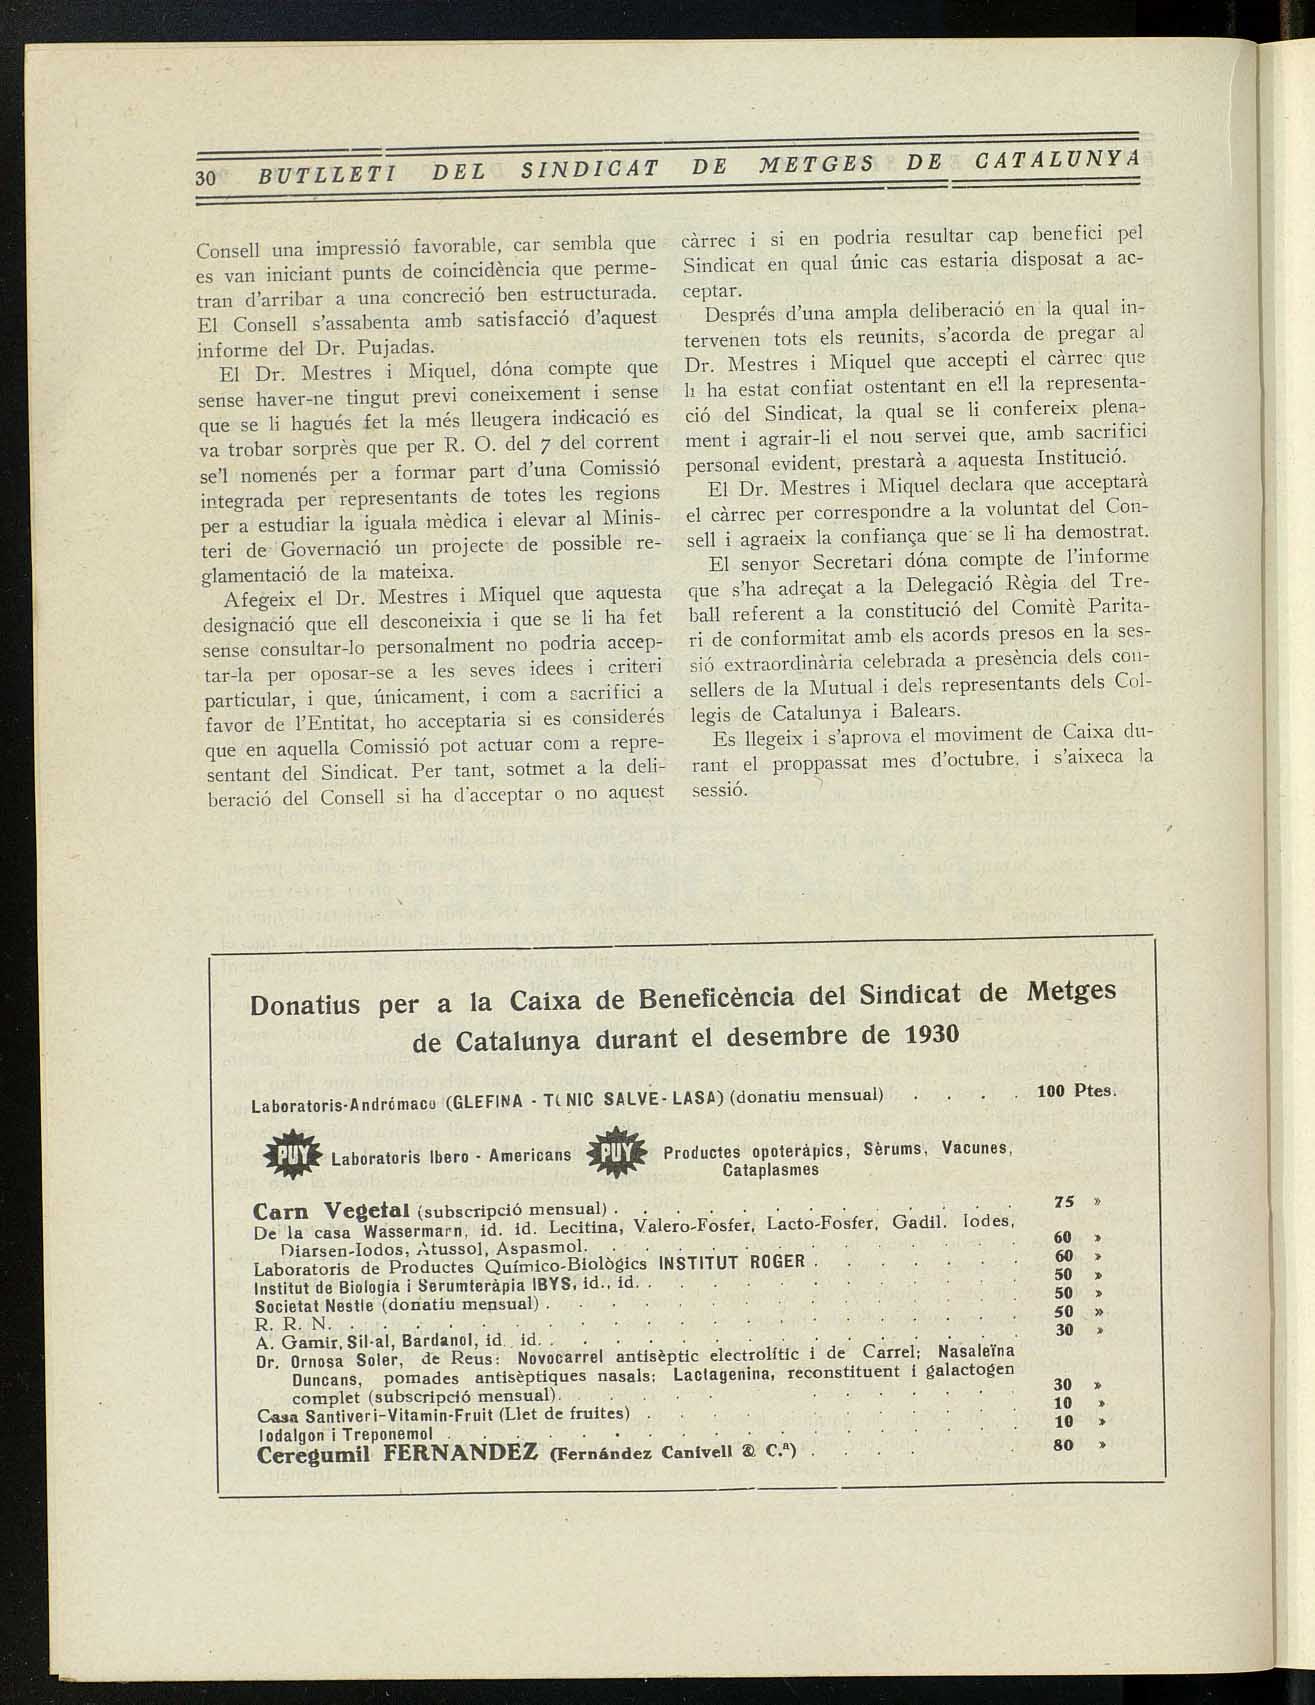 30 BUTLLETI DEL SINDICAT DE METGES DE CATALUNYA
Consell una impressió favorable, car sembla que
es van iniciant punts de coincidència que perme-
tran d'arribar a una concreció ben estructurada.
El Consell s'assabenta amb satisfacció d'aquest
informe del Dr. Pujadas.
El Dr. Mestres i Miquel, dóna compte que
sense haver-ne tingut previ coneixement i sense
que se li hagués fet la més lleugera indicació es
va trobar sorprès que per R. O. del 7 del corrent
se'l nomenés per a formar part d'una Comissió
integrada per representants de totes les regions
per a estudiar la iguala mèdica i elevar al Minis-
teri de Governació un projecte de possible re-
glamentació de la mateixa.
Afegeix el Dr. Mestres i Miquel que aquesta
designació que ell desconeixia i que se li ha fet
sense consultar-lo personalment no podria accep-
tar-la per oposar-se a les seves idees i criteri
particular, i que, únicament, i com a sacrifici a
favor de l'Entitat, ho acceptaria si es considerés
que en aquella Comissió pot actuar com a repre-
sentant del Sindicat. Per tant, sotmet a la deli-
beració del Consell si ha d'acceptar o no aquest
càrrec i si en podria resultar cap benefici pel
Sindicat en qual únic cas estaria disposat a ac-
ceptar.
Després d'una ampla deliberació en la qual in-
tervenen tots els reunits, s'acorda de pregar al
Dr. Mestres i Miquel que accepti el càrrec que
li ha estat confiat ostentant en ell la representa-
ció del Sindicat, la qual se li confereix plena-
ment i agrair-li el nou servei que, amb sacrifici
personal evident, prestarà a aquesta Institució.
El Dr. Mestres i Miquel declara que acceptarà
el càrrec per correspondre a la voluntat del Con-
sell i agraeix la confiança que se li ha demostrat.
El senyor Secretari dóna compte de l'informe
que s'ha adreçat a la Delegació Règia del Tre-
ball referent a la constitució del Comitè Parita-
ri de conformitat amb els acords presos en la ses-
sió extraordinària celebrada a presència dels con-
sellers de la Mutual i dels representants dels Col-
legis de Catalunya i Balears.
Es llegeix i s'aprova el moviment de Caixa du-
rant el proppassat mes d'octubre, i s'aixeca la
sessió.
Donatius per a la Caixa de Beneficència del Sindicat de Metges
de Catalunya durant el desembre de 1930
Laboratoris-Andrómaco (GLEFINA - TONIC SALVE-LASA) (donatiu mensual) . . . . 100 Ptes.
PUY Laboratoris Ibero - Americans PUY Productes opoteràpics, Sèrums, Vacunes,
Cataplasmes
Carn Vegetal (subscripció mensual) . . . . . . . . . . . . . 75 »
De la casa Wassermarn, id. id. Lecitina, Valero-Fosfer, Lacto-Fosfer, Gadil. Iodes,
Diarsen-Iodos, Atussol, Aspasmol. . . . . . . . . . . . . . 60 »
Laboratoris de Productes Químico-Biològics INSTITUT ROGER . . . . . . . 60 »
Institut de Biologia i Serumteràpia IBYS, id., id. . . . . . . . . . . . . 50 »
Societat Nestle (donatiu mensual) . . . . . . . . . . . . . . . 50 »
R. R. N. . . . . . . . . . . . . . . . . . . . . . 50 »
A. Gamir, Sil-al, Bardanol, id. id. . . . . . . . . . . . . . . . 30 »
Dr. Ornosa Soler, de Reus: Novocarrel antisèptic electrolític i de Carrel; Nasaleïna
Duncans, pomades antisèptiques nasals; Lactagenina, reconstituent i galactogen
complet (subscripció mensual). . . . . . . . . . . . . . 30 »
Casa Santiveri-Vitamin-Fruit (Llet de fruites) . . . . . . . . . . . . 10 »
Iodalgon i Treponemol . . . . . . . . . . . . . . . . . . 10 »
Ceregumil FERNANDEZ (Fernández Canivell & C.ª) . . . . . 80 »